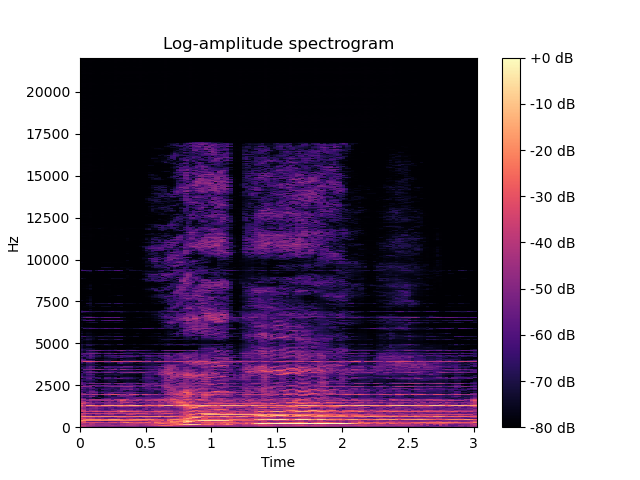 Log-amplitude spectrogram
Hz
20000
17500
15000
12500
10000
7500
5000
2500
0
0 0.5 1 1.5 2 2.5 3
Time
+0 dB
-10 dB
-20 dB
-30 dB
-40 dB
-50 dB
-60 dB
-70 dB
-80 dB